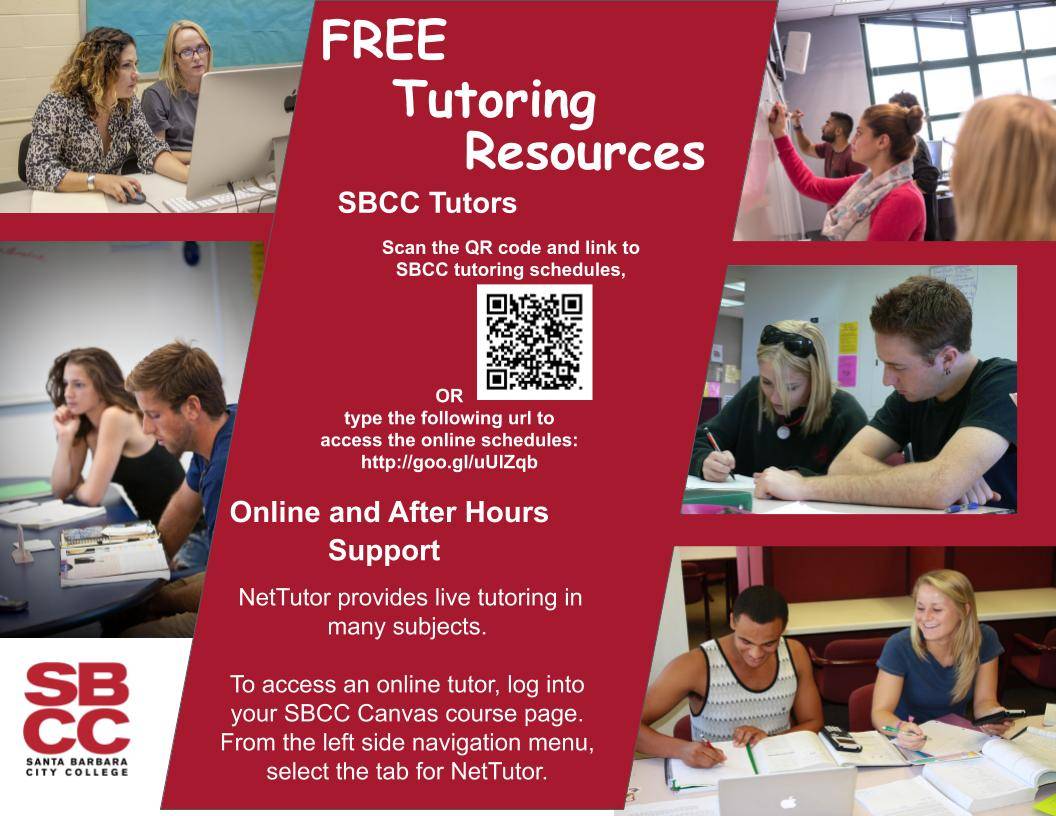 FREE
Tutoring
Resources
SBCC Tutors
Scan the QR code and link to
SBCC tutoring schedules,
OR
type the following url to
access the online schedules:
http://goo.gl/uUIZqb
Online and After Hours
Support
NetTutor provides live tutoring in
many subjects.
To access an online tutor, log into
your SBCC Canvas course page.
From the left side navigation menu,
select the tab for NetTutor.
SB
CC
SANTA BARBARA
CITY COLLEGE